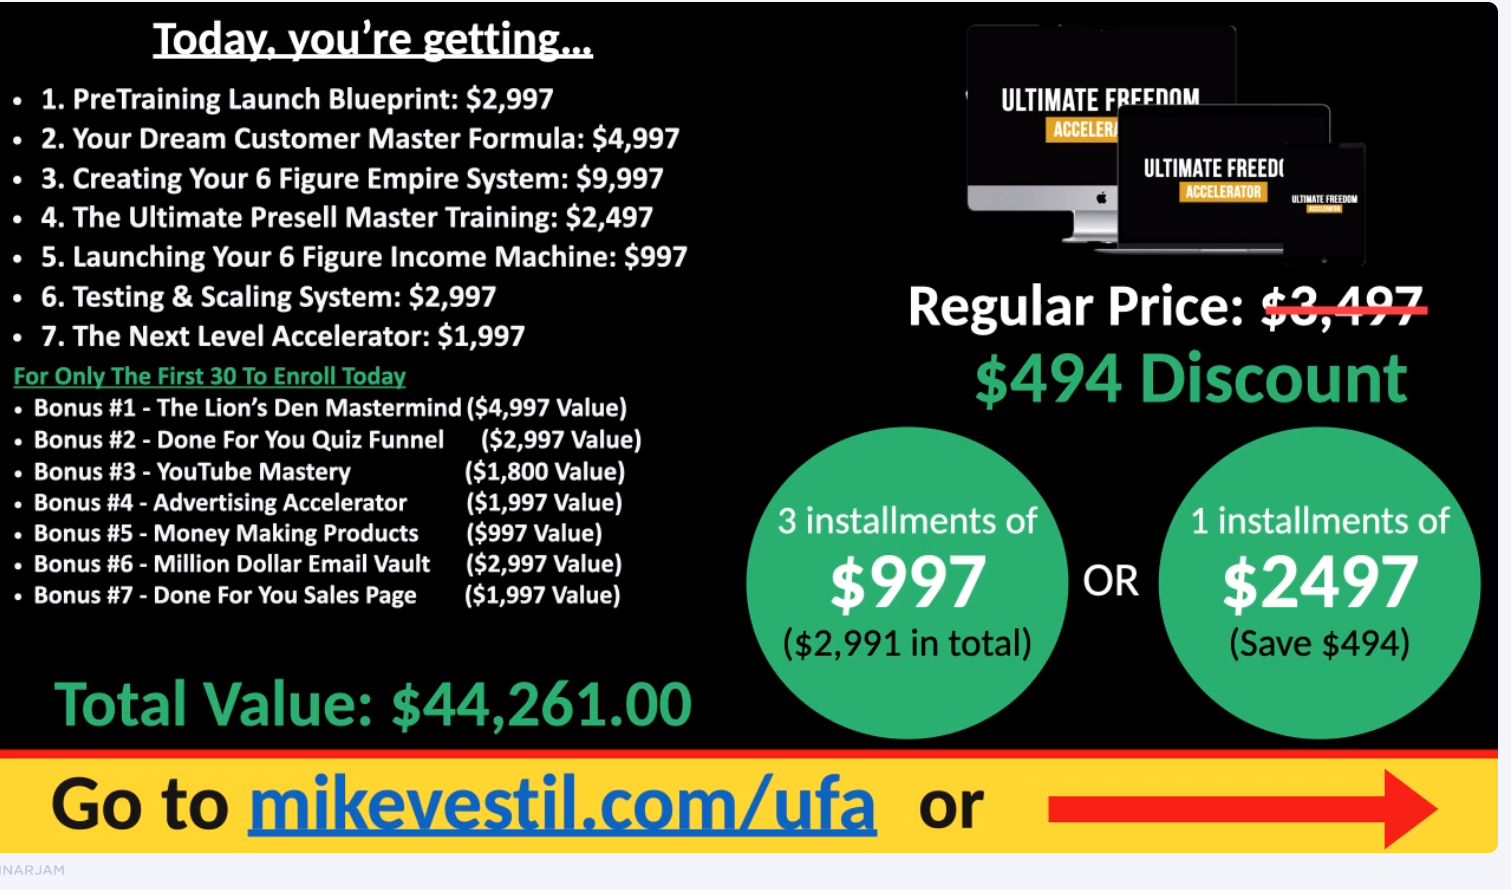 Today, you’re getting…
• 1. PreTraining Launch Blueprint: $2,997
• 2. Your Dream Customer Master Formula: $4,997
• 3. Creating Your 6 Figure Empire System: $9,997
• 4. The Ultimate Presell Master Training: $2,497
• 5. Launching Your 6 Figure Income Machine: $997
• 6. Testing & Scaling System: $2,997
• 7. The Next Level Accelerator: $1,997
For Only The First 30 To Enroll Today
• Bonus #1 - The Lion’s Den Mastermind ($4,997 Value)
• Bonus #2 - Done For You Quiz Funnel ($2,997 Value)
• Bonus #3 - YouTube Mastery ($1,800 Value)
• Bonus #4 - Advertising Accelerator ($1,997 Value)
• Bonus #5 - Money Making Products ($997 Value)
• Bonus #6 - Million Dollar Email Vault ($2,997 Value)
• Bonus #7 - Done For You Sales Page ($1,997 Value)
Total Value: $44,261.00
ULTIMATE FREEDOM
ACCELERA
ULTIMATE FREEDO
ACCELERATOR
ULTIMATE FREEDOM
ACCELERATOR
Regular Price: $3,497
$494 Discount
3 installments of
$997
($2,991 in total)
OR
1 installments of
$2497
(Save $494)
Go to mikevestil.com/ufa or
INARJAM